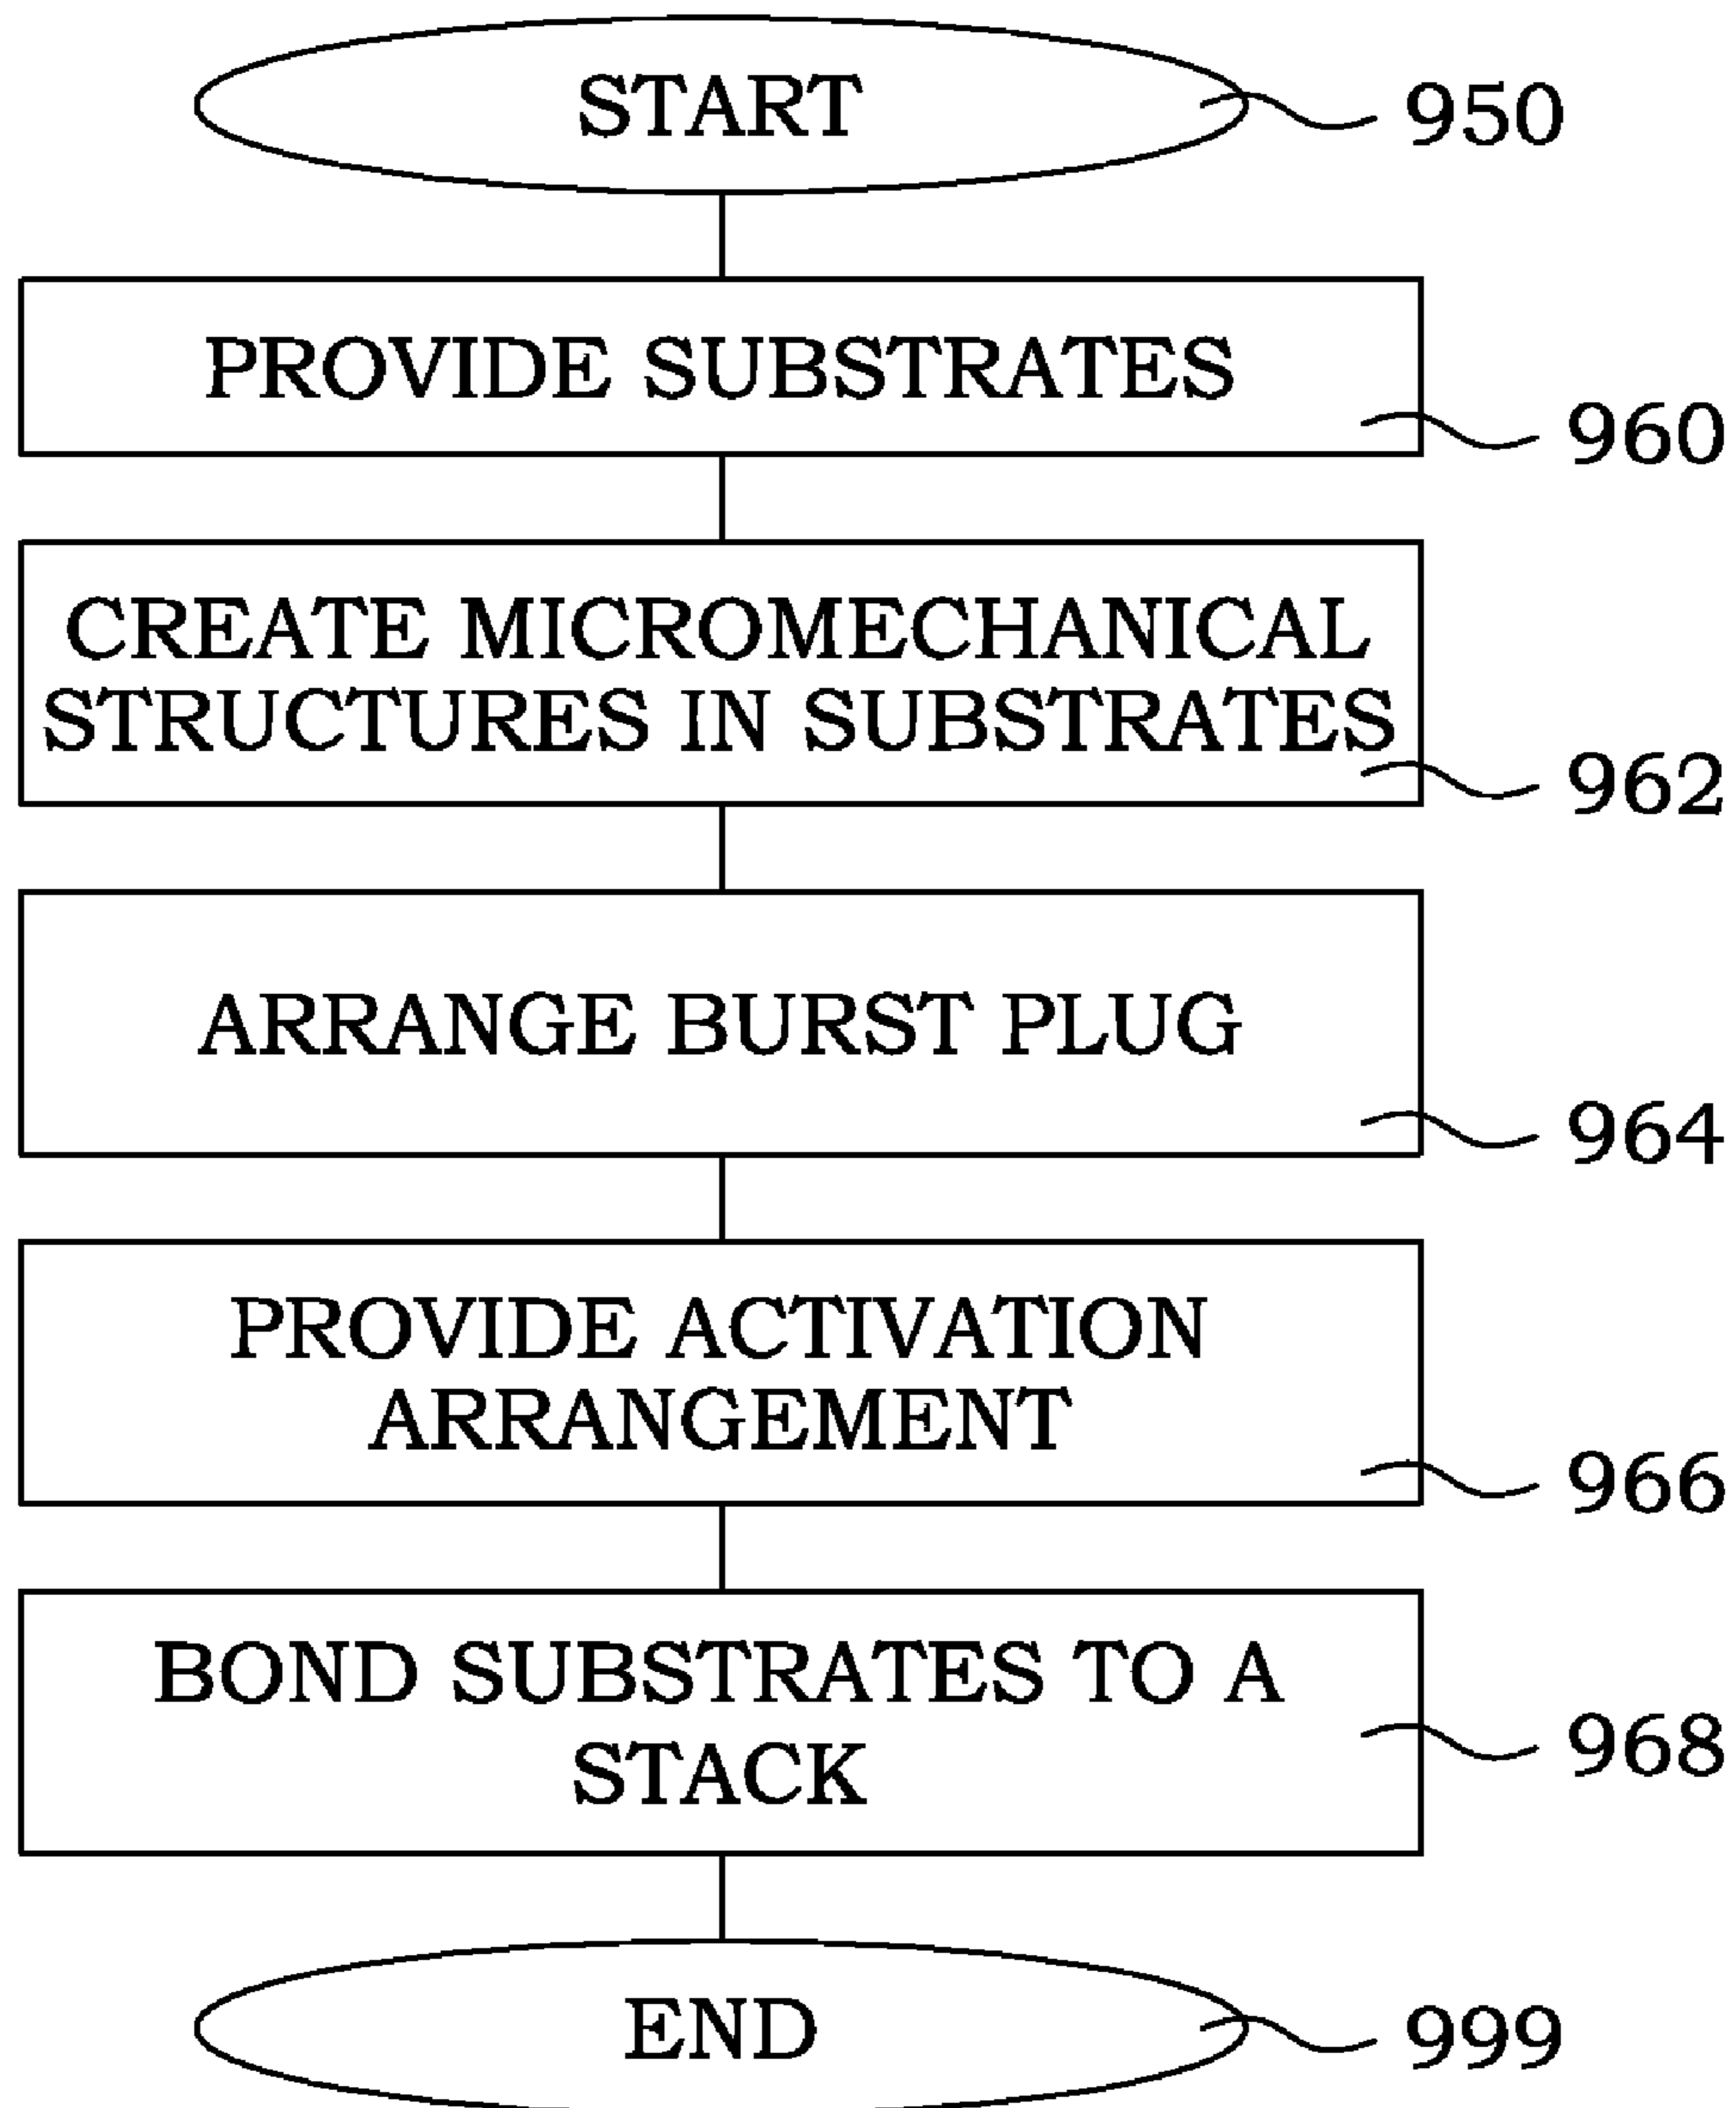 START
950
PROVIDE SUBSTRATES
960
CREATE MICROMECHANICAL
STRUCTURES IN SUBSTRATES
962
ARRANGE BURST PLUG
964
PROVIDE ACTIVATION
ARRANGEMENT
966
BOND SUBSTRATES TO A
STACK
968
END
999